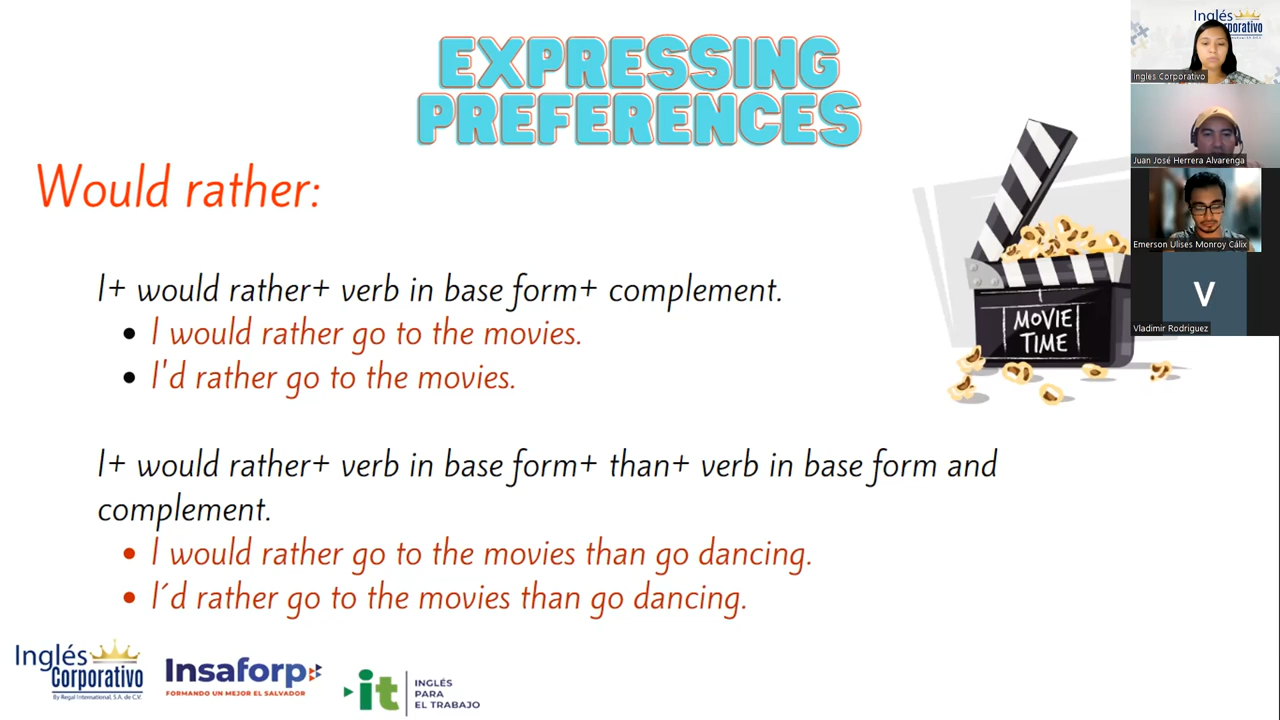 EXPRESSING
PREFERENCES
Would rather:
I+ would rather+ verb in base form+ complement.
• I would rather go to the movies.
• I'd rather go to the movies.
I+ would rather+ verb in base form+ than+ verb in base form and
complement.
• I would rather go to the movies than go dancing.
• I´d rather go to the movies than go dancing.
MOVIE
TIME
Inglés
Corporativo
Ingles Corporativo
Juan José Herrera Alvarenga
Emerson Ulises Monroy Cálix
V
Vladimir Rodriguez
Inglés
Corporativo
By Regal International, S.A. de C.V.
Insaforp
FORMANDO UN MEJOR EL SALVADOR
it
INGLÉS
PARA
EL TRABAJO